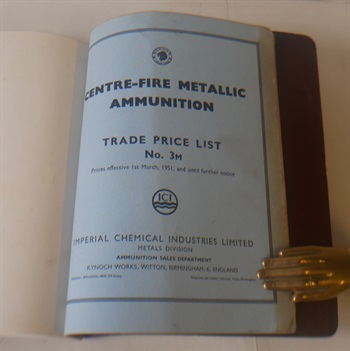 CENTRE-FIRE METALLIC
AMMUNITION
TRADE PRICE LIST
No. 3M
Prices effective 1st March, 1951, and until further notice
ICI
IMPERIAL CHEMICAL INDUSTRIES LIMITED
METALS DIVISION
AMMUNITION SALES DEPARTMENT
KYNOCH WORKS, WITTON, BIRMINGHAM, 6, ENGLAND